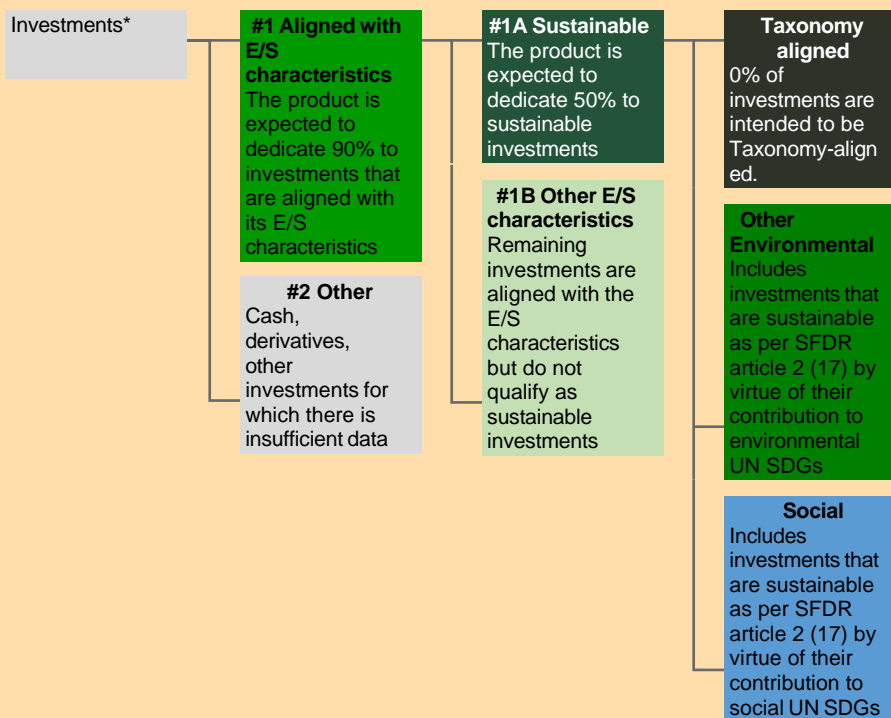 Investments*
#1 Aligned with
E/S
characteristics
The product is
expected to
dedicate 90% to
investments that
are aligned with
its E/S
characteristics
#2 Other
Cash,
derivatives,
other
investments for
which there is
insufficient data
#1A Sustainable
The product is
expected to
dedicate 50% to
sustainable
investments
#1B Other E/S
characteristics
Remaining
investments are
aligned with the
E/S
characteristics
but do not
qualify as
sustainable
investments
Taxonomy
aligned
0% of
investments are
intended to be
Taxonomy-align
ed.
Other
Environmental
Includes
investments that
are sustainable
as per SFDR
article 2 (17) by
virtue of their
contribution to
environmental
UN SDGs
Social
Includes
investments that
are sustainable
as per SFDR
article 2 (17) by
virtue of their
contribution to
social UN SDGs